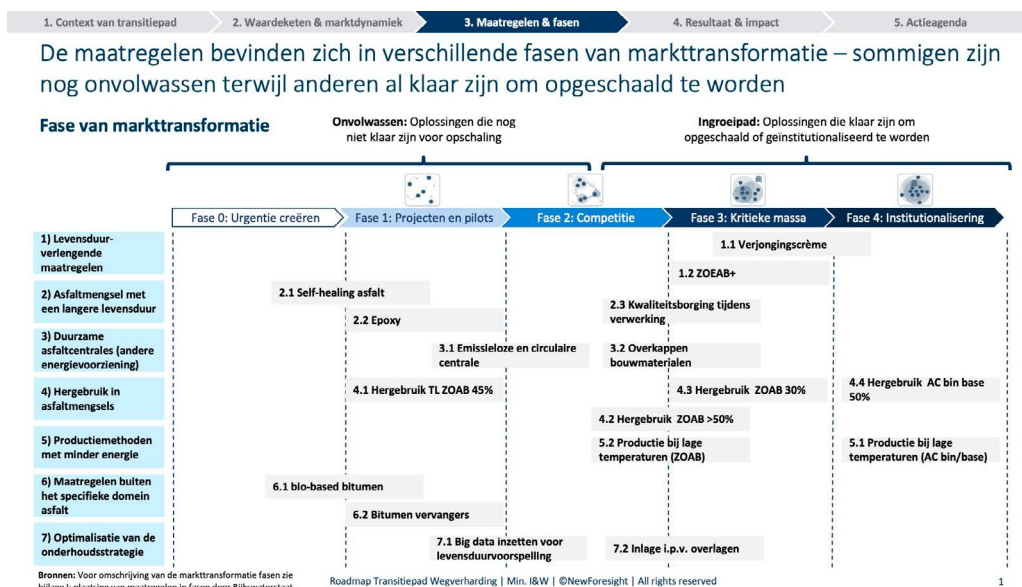 1. Context van transitiepad
2. Waardeketen & marktdynamiek
3. Maatregelen & fasen
4. Resultaat & impact
5. Actieagenda
De maatregelen bevinden zich in verschillende fasen van markttransformatie – sommigen zijn
nog onvolwassen terwijl anderen al klaar zijn om opgeschaald te worden
Fase van markttransformatie
Onvolwassen: Oplossingen die nog
niet klaar zijn voor opschaling
Ingroeipad: Oplossingen die klaar zijn om
opgeschaald of geïnstitutionaliseerd te worden
Fase 0: Urgentie creëren
Fase 1: Projecten en pilots
Fase 2: Competitie
Fase 3: Kritieke massa
Fase 4: Institutionalisering
1) Levensduur-
verlengende
maatregelen
1.1 Verjongingscrème
1.2 ZOEAB+
2) Asfaltmengsel met
een langere levensduur
2.1 Self-healing asfalt
2.2 Epoxy
2.3 Kwaliteitsborging tijdens
verwerking
3) Duurzame
asfaltcentrales (andere
energievoorziening)
3.1 Emissieloze en circulaire
centrale
3.2 Overkappen
bouwmaterialen
4) Hergebruik in
asfaltmengsels
4.1 Hergebruik TL ZOAB 45%
4.3 Hergebruik ZOAB 30%
4.4 Hergebruik AC bin base
50%
4.2 Hergebruik ZOAB >50%
5) Productiemethoden
met minder energie
5.2 Productie bij lage
temperaturen (ZOAB)
5.1 Productie bij lage
temperaturen (AC bin/base)
6) Maatregelen buiten
het specifieke domein
asfalt
6.1 bio-based bitumen
6.2 Bitumen vervangers
7) Optimalisatie van de
onderhoudsstrategie
7.1 Big data inzetten voor
levensduurvoorspelling
7.2 Inlage i.p.v. overlagen
Bronnen: Voor omschrijving van de markttransformatie fasen zie
Roadmap Transitiepad Wegverharding | Min. I&W | ©NewForesight | All rights reserved
1